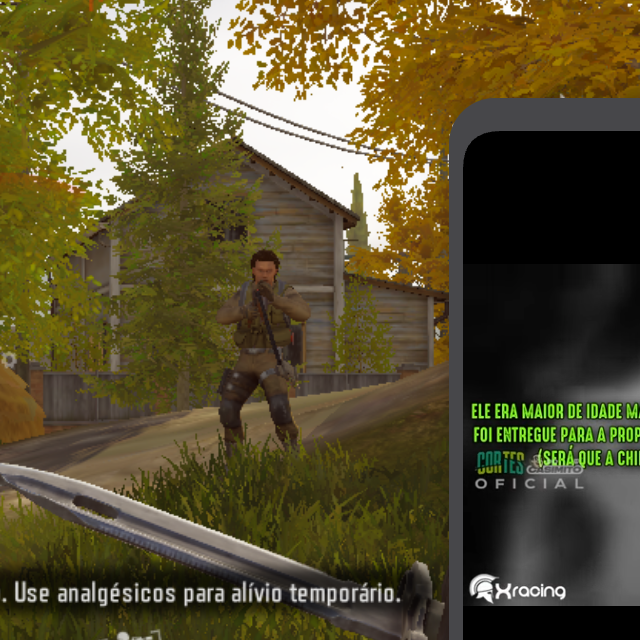 ELE ERA MAIOR DE IDADE MA
FOI ENTREGUE PARA A PROP
(SERÁ QUE A CHI
CORTES
CASIMITO
OFICIAL
. Use analgésicos para alívio temporário.
Xracing